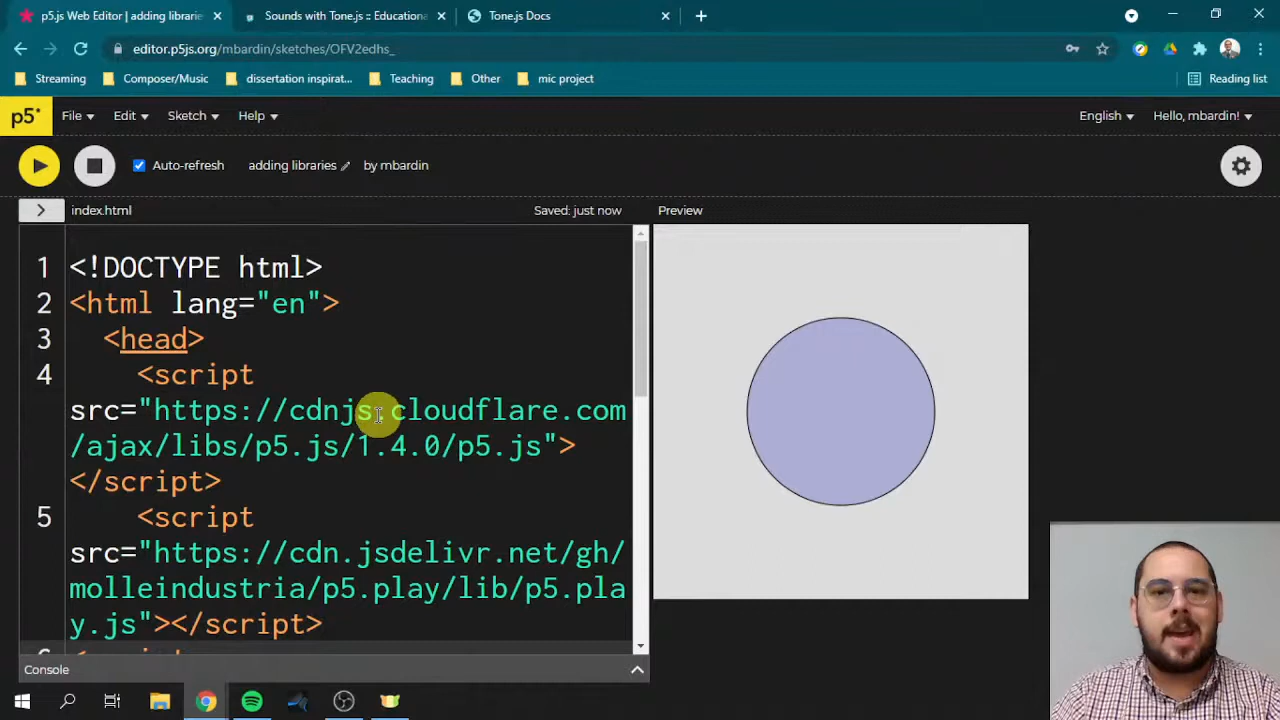 p5.js Web Editor | adding librarie
Sounds with Tone.js :: Educationa
Tone.js Docs
editor.p5js.org/mbardin/sketches/OFV2edhs_
Streaming
Composer/Music
dissertation inspirat...
Teaching
Other
mic project
Reading list
p5*
File
Edit
Sketch
Help
English
Hello, mbardin!
Auto-refresh
adding libraries
by mbardin
index.html
Saved: just now
Preview
1 <!DOCTYPE html>
2 <html lang="en">
3 <head>
4 <script
src="https://cdnjs.cloudflare.com
/ajax/libs/p5.js/1.4.0/p5.js">
</script>
5 <script
src="https://cdn.jsdelivr.net/gh/
molleindustria/p5.play/lib/p5.pla
y.js"></script>
Console